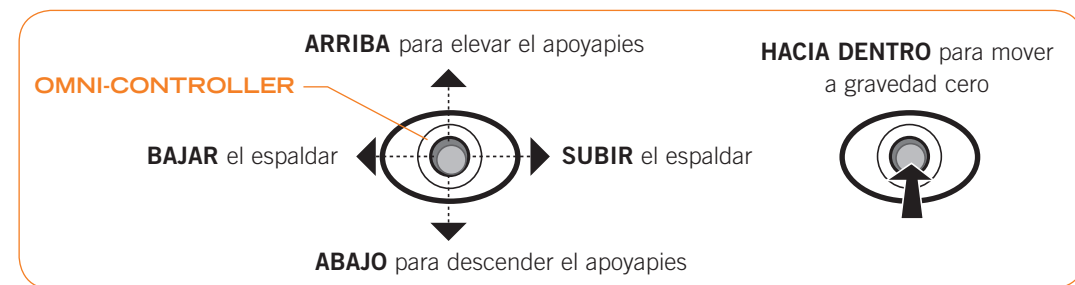 ARRIBA para elevar el apoyapies
HACIA DENTRO para mover
a gravedad cero
OMNI-CONTROLLER
BAJAR el espaldar
SUBIR el espaldar
ABAJO para descender el apoyapies